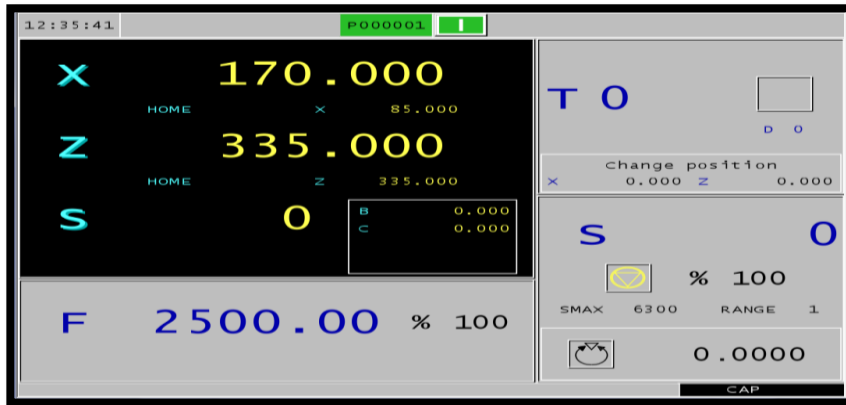 12:35:41 P000001
X 170.000
HOME X 85.000
Z 335.000
HOME Z 335.000
S 0
B 0.000
C 0.000
F 2500.00 % 100
T 0
D 0
Change position
X 0.000 Z 0.000
S 0
% 100
SMAX 6300 RANGE 1
0.0000
CAP